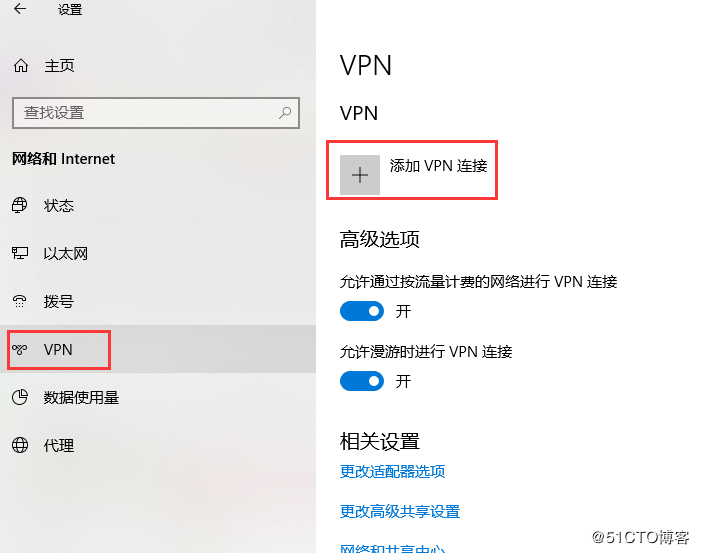 设置
主页
查找设置
网络和 Internet
状态
以太网
拨号
VPN
数据使用量
代理
VPN
VPN
添加 VPN 连接
高级选项
允许通过按流量计费的网络进行 VPN 连接
开
允许漫游时进行 VPN 连接
开
相关设置
更改适配器选项
更改高级共享设置
网络和共享中心
@51CTO博客